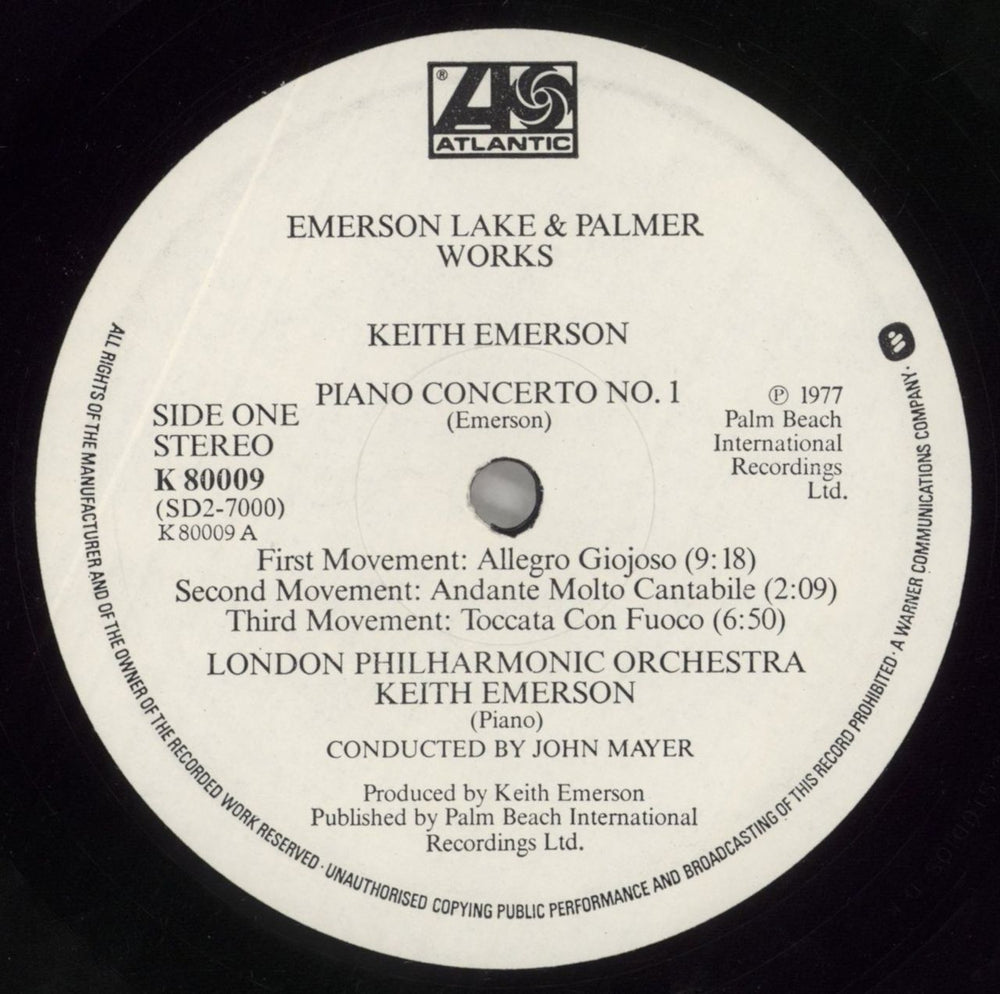 ®
ATLANTIC
EMERSON LAKE & PALMER
WORKS
KEITH EMERSON
PIANO CONCERTO NO. 1
(Emerson)
SIDE ONE
STEREO
K 80009
(SD2-7000)
K 80009 A
℗ 1977
Palm Beach
International
Recordings
Ltd.
First Movement: Allegro Giojoso (9:18)
Second Movement: Andante Molto Cantabile (2:09)
Third Movement: Toccata Con Fuoco (6:50)
LONDON PHILHARMONIC ORCHESTRA
KEITH EMERSON
(Piano)
CONDUCTED BY JOHN MAYER
Produced by Keith Emerson
Published by Palm Beach International
Recordings Ltd.
ALL RIGHTS OF THE MANUFACTURER AND OF THE OWNER OF THE RECORDED WORK RESERVED · UNAUTHORISED COPYING PUBLIC PERFORMANCE AND BROADCASTING OF THIS RECORD PROHIBITED · A WARNER COMMUNICATIONS COMPANY ·